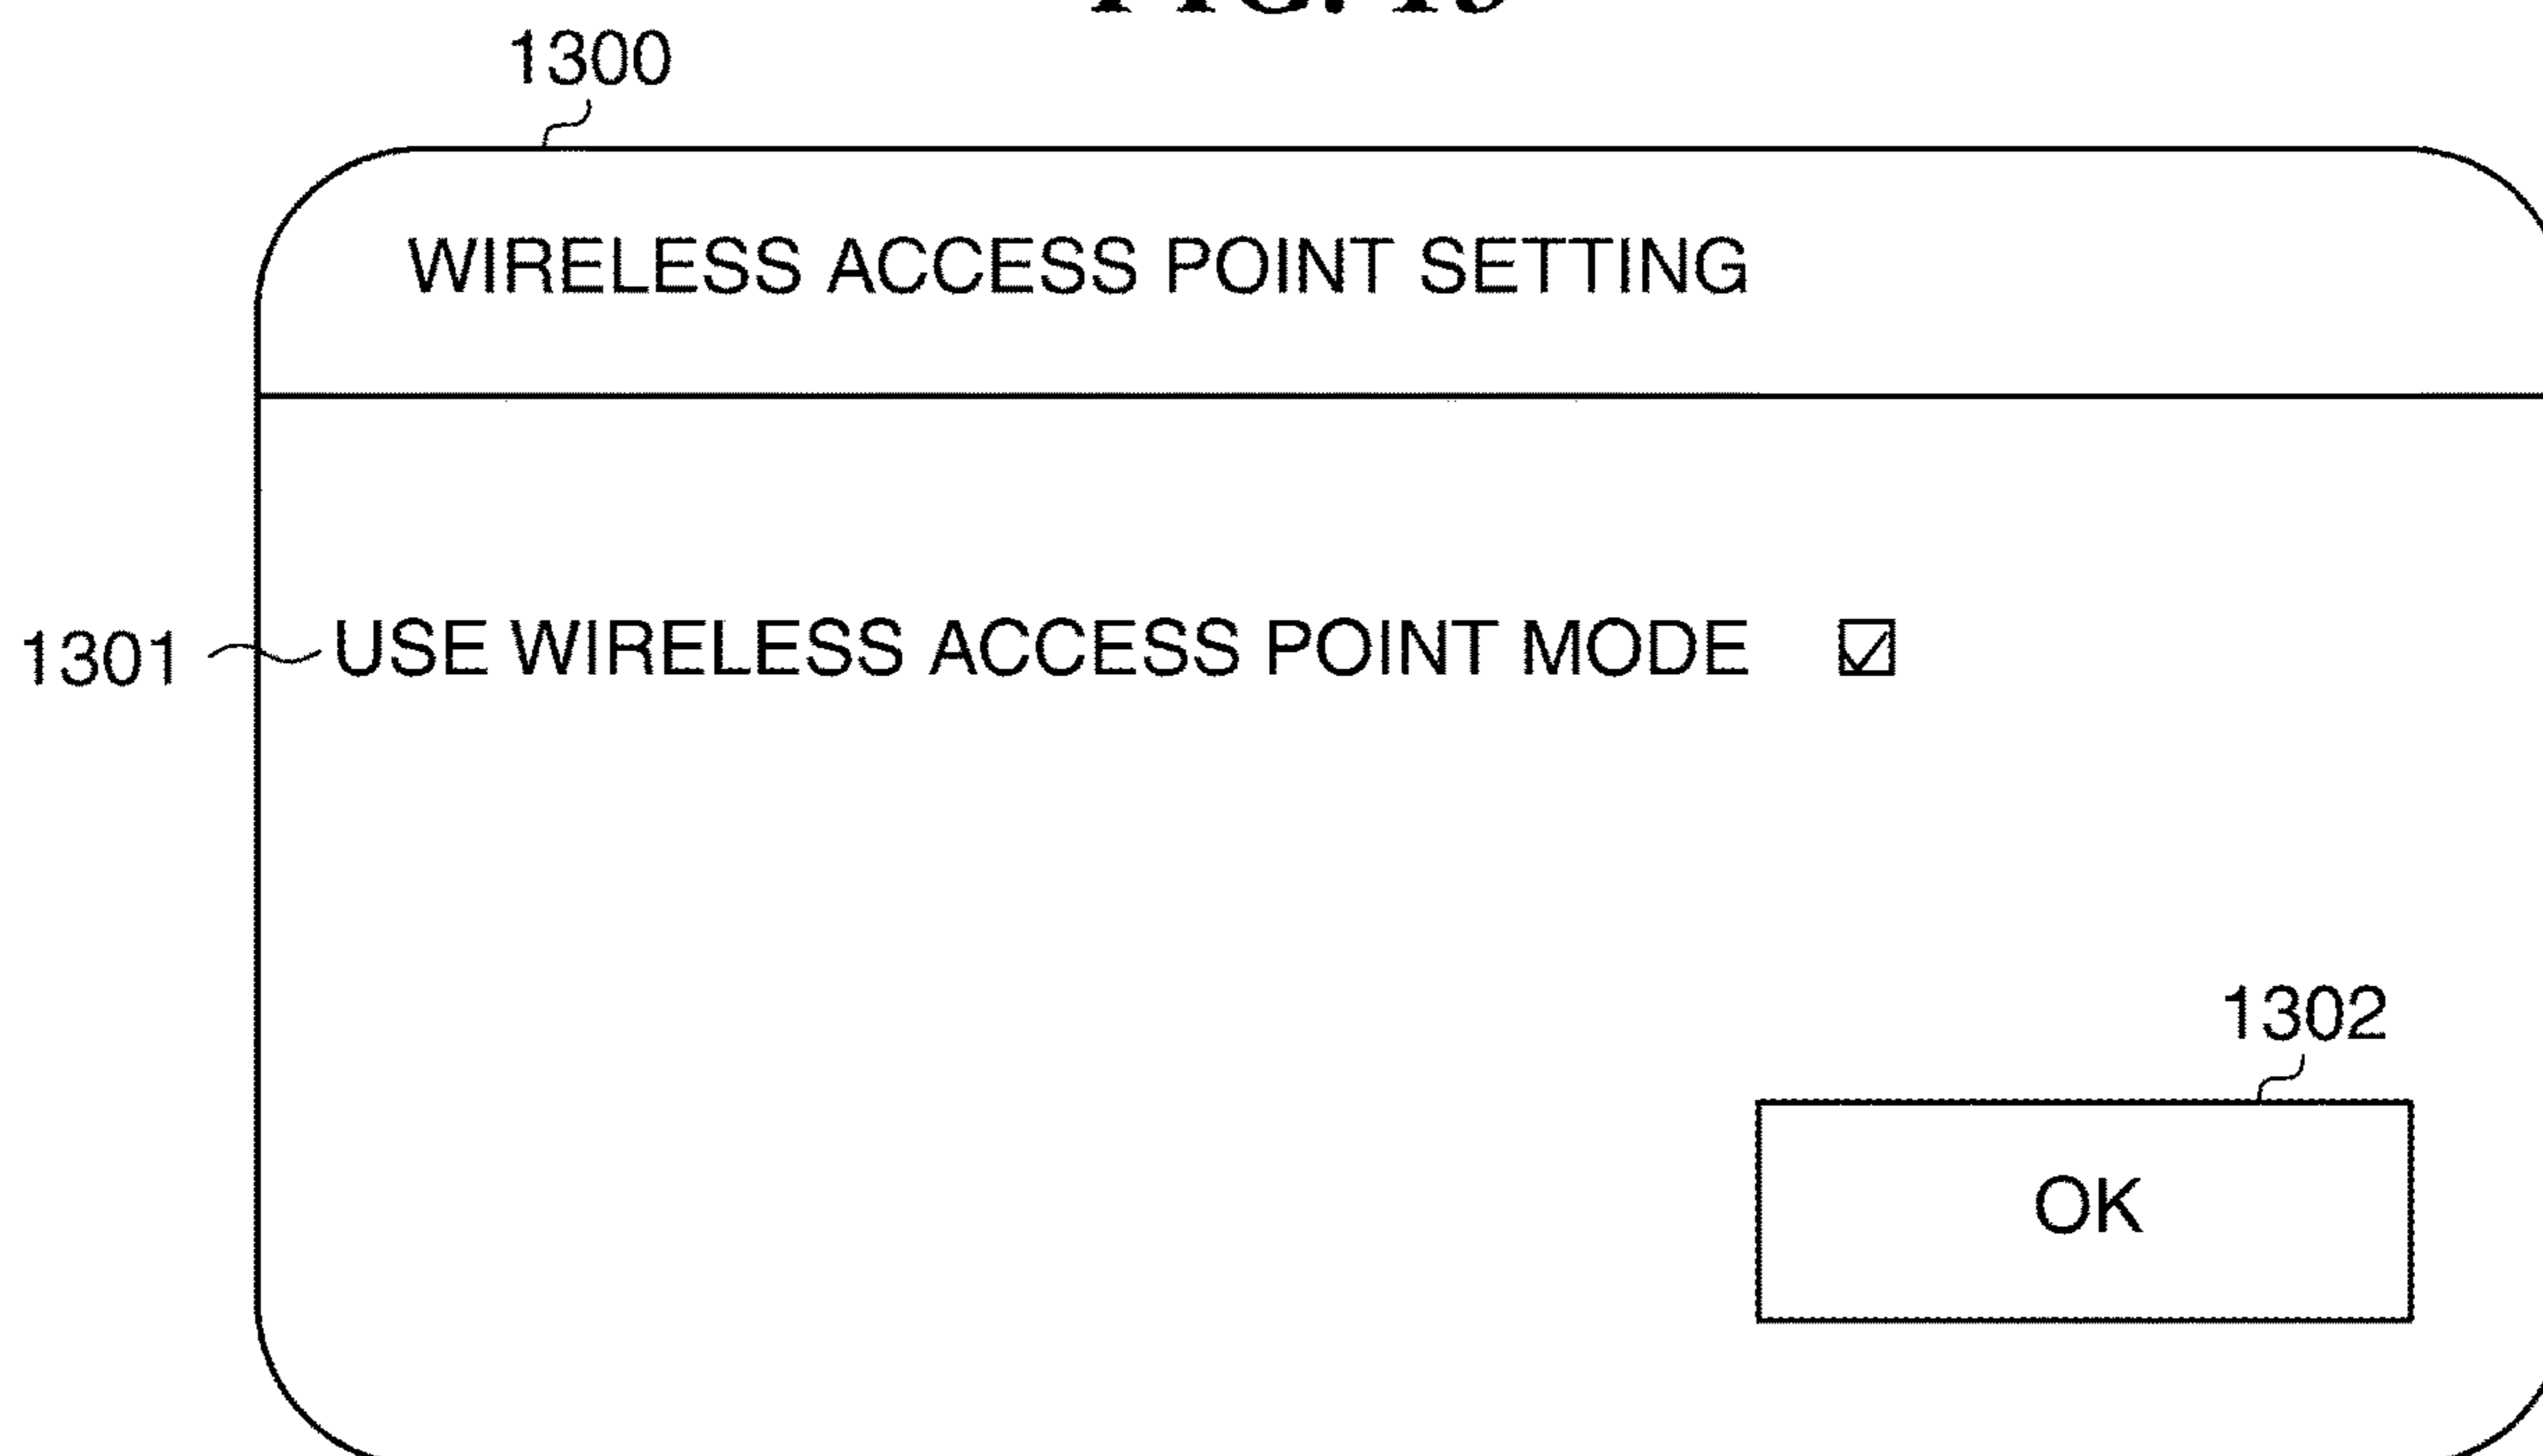 1300
WIRELESS ACCESS POINT SETTING
1301 USE WIRELESS ACCESS POINT MODE
1302
OK